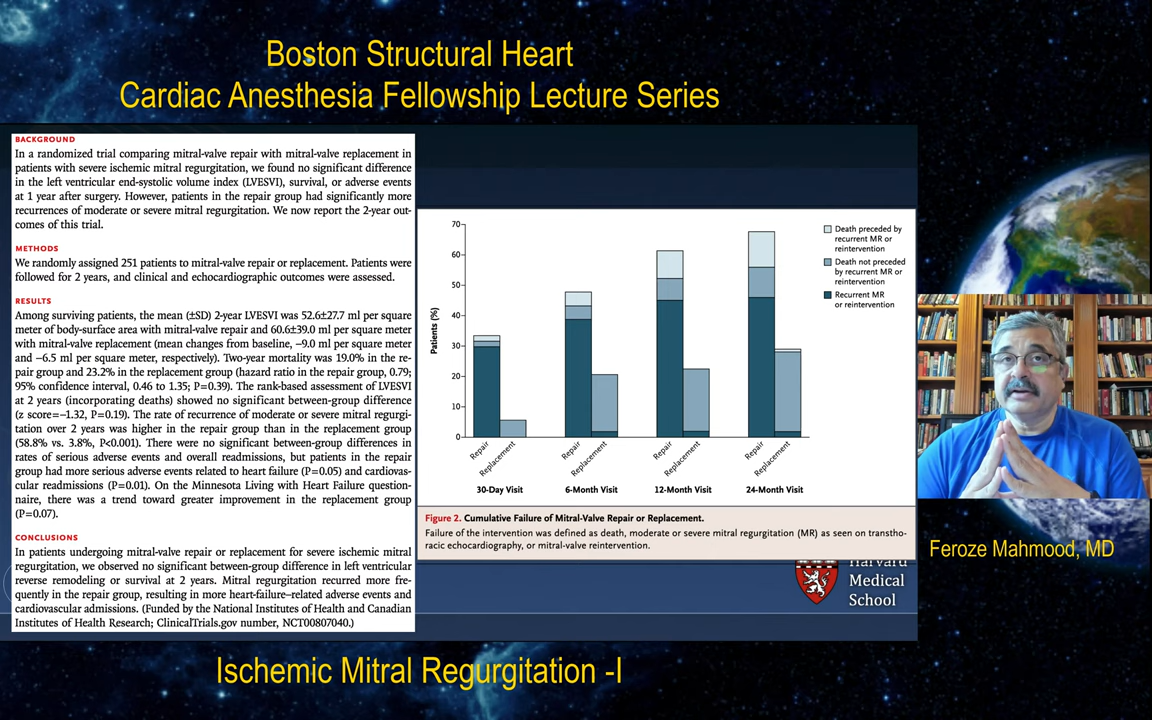 Boston Structural Heart
Cardiac Anesthesia Fellowship Lecture Series
BACKGROUND
In a randomized trial comparing mitral-valve repair with mitral-valve replacement in
patients with severe ischemic mitral regurgitation, we found no significant difference
in the left ventricular end-systolic volume index (LVESVI), survival, or adverse events
at 1 year after surgery. However, patients in the repair group had significantly more
recurrences of moderate or severe mitral regurgitation. We now report the 2-year out-
comes of this trial.
METHODS
We randomly assigned 251 patients to mitral-valve repair or replacement. Patients were
followed for 2 years, and clinical and echocardiographic outcomes were assessed.
RESULTS
Among surviving patients, the mean (±SD) 2-year LVESVI was 52.6±27.7 ml per square
meter of body-surface area with mitral-valve repair and 60.6±39.0 ml per square meter
with mitral-valve replacement (mean changes from baseline, −9.0 ml per square meter
and −6.5 ml per square meter, respectively). Two-year mortality was 19.0% in the re-
pair group and 23.2% in the replacement group (hazard ratio in the repair group, 0.79;
95% confidence interval, 0.46 to 1.35; P=0.39). The rank-based assessment of LVESVI
at 2 years (incorporating deaths) showed no significant between-group difference
(z score=−1.32, P=0.19). The rate of recurrence of moderate or severe mitral regurgi-
tation over 2 years was higher in the repair group than in the replacement group
(58.8% vs. 3.8%, P<0.001). There were no significant between-group differences in
rates of serious adverse events and overall readmissions, but patients in the repair
group had more serious adverse events related to heart failure (P=0.05) and cardiovas-
cular readmissions (P=0.01). On the Minnesota Living with Heart Failure question-
naire, there was a trend toward greater improvement in the replacement group
(P=0.07).
CONCLUSIONS
In patients undergoing mitral-valve repair or replacement for severe ischemic mitral
regurgitation, we observed no significant between-group difference in left ventricular
reverse remodeling or survival at 2 years. Mitral regurgitation recurred more fre-
quently in the repair group, resulting in more heart-failure–related adverse events and
cardiovascular admissions. (Funded by the National Institutes of Health and Canadian
Institutes of Health Research; ClinicalTrials.gov number, NCT00807040.)
Patients (%)
70
60
50
40
30
20
10
0
Repair
Replacement
Repair
Replacement
Repair
Replacement
Repair
Replacement
30-Day Visit
6-Month Visit
12-Month Visit
24-Month Visit
Death preceded by
recurrent MR or
reintervention
Death not preceded
by recurrent MR or
reintervention
Recurrent MR
or reintervention
Figure 2. Cumulative Failure of Mitral-Valve Repair or Replacement.
Failure of the intervention was defined as death, moderate or severe mitral regurgitation (MR) as seen on transtho-
racic echocardiography, or mitral-valve reintervention.
Harvard
Medical
School
Feroze Mahmood, MD
Ischemic Mitral Regurgitation -I